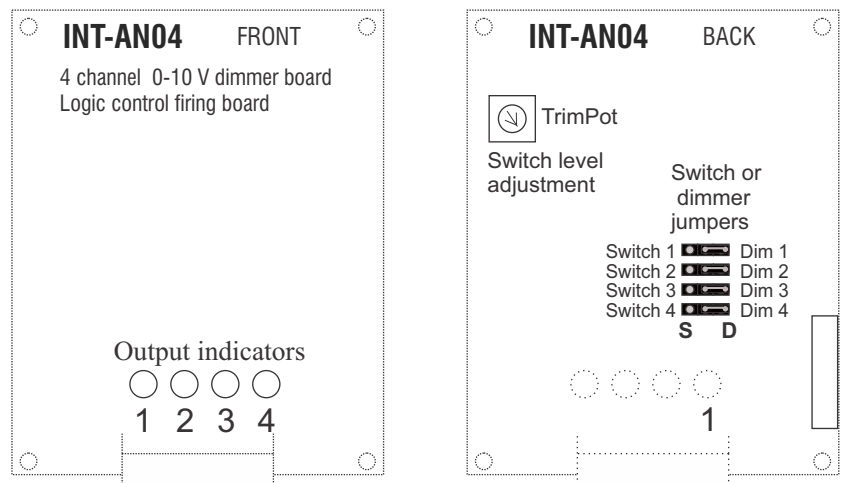 INT-AN04 FRONT
4 channel 0-10 V dimmer board
Logic control firing board
Output indicators
1 2 3 4
INT-AN04 BACK
TrimPot
Switch level
adjustment
Switch or
dimmer
jumpers
Switch 1 Dim 1
Switch 2 Dim 2
Switch 3 Dim 3
Switch 4 Dim 4
S D
1